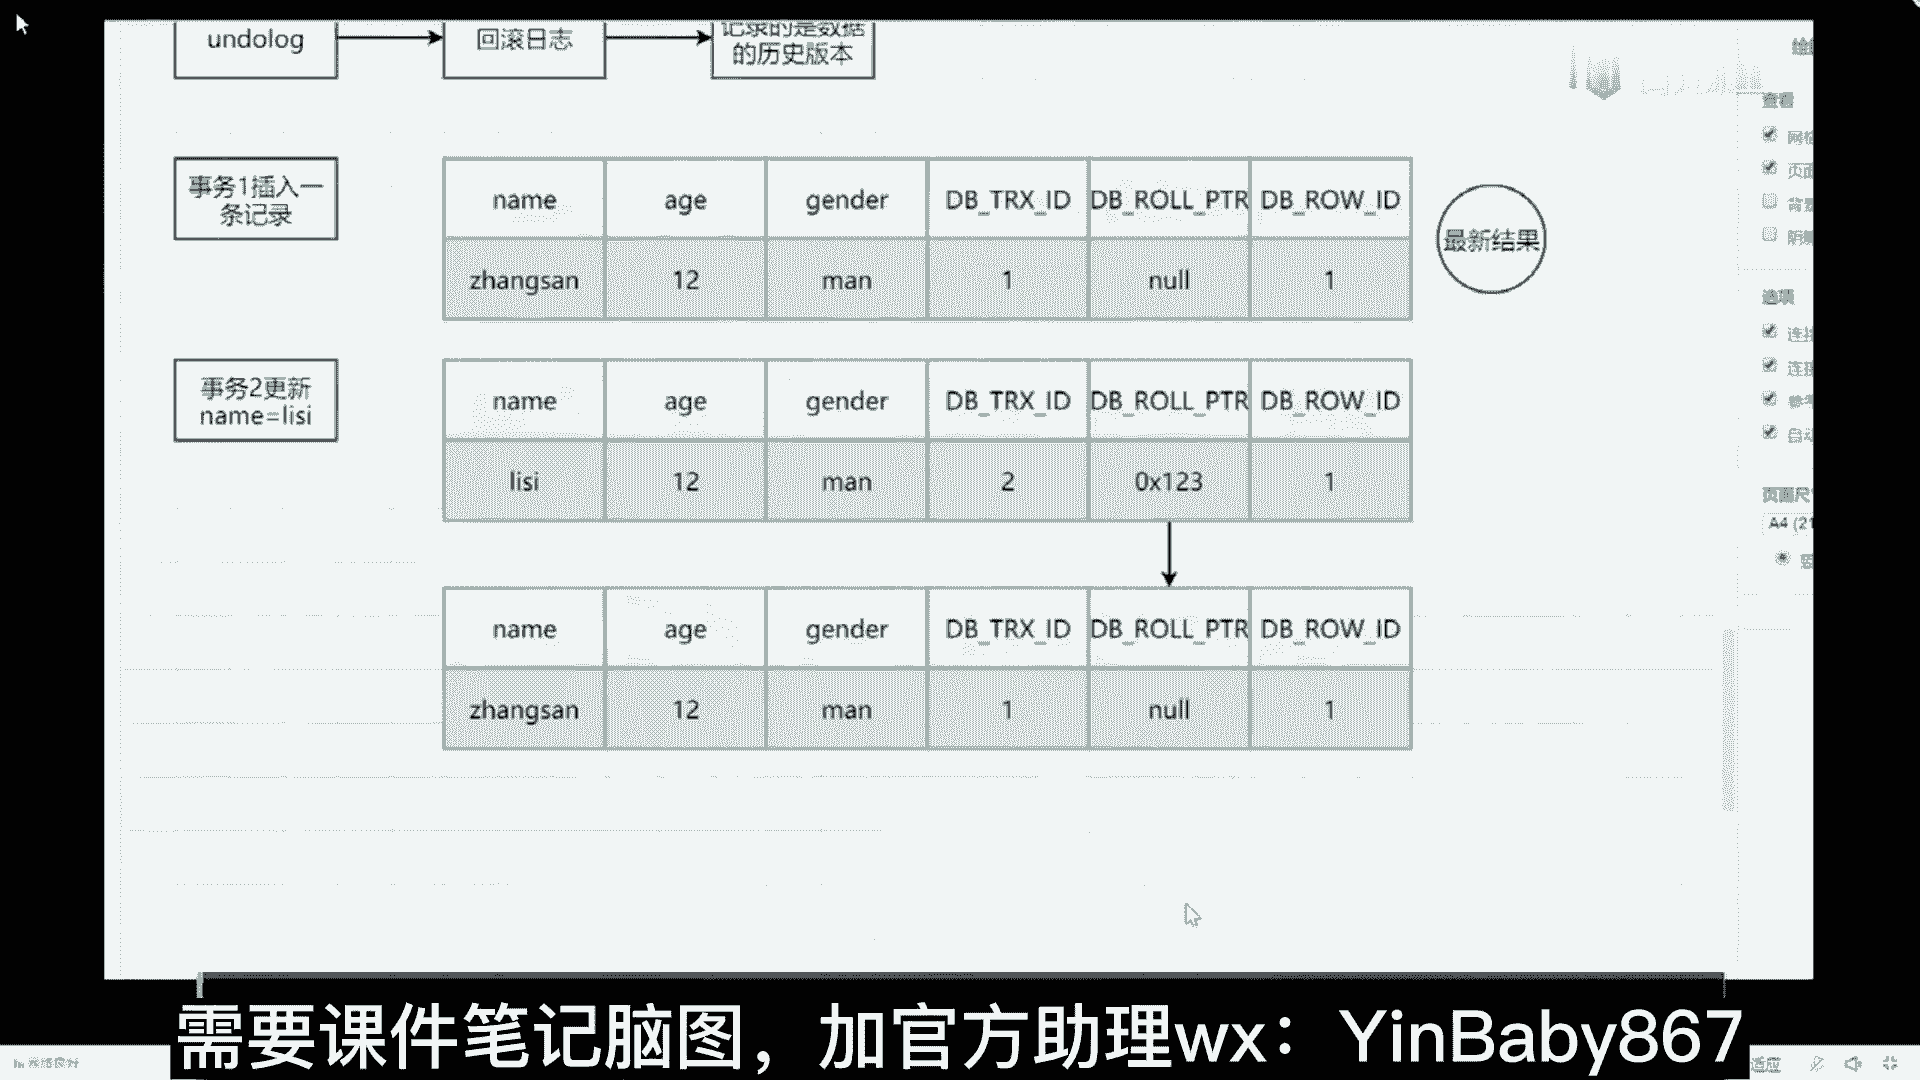 undolog
回滚日志
记录的是数据
的历史版本
事务1插入一
条记录
name age gender DB_TRX_ID DB_ROLL_PTR DB_ROW_ID
zhangsan 12 man 1 null 1
最新结果
事务2更新
name=lisi
name age gender DB_TRX_ID DB_ROLL_PTR DB_ROW_ID
lisi 12 man 2 0x123 1
name age gender DB_TRX_ID DB_ROLL_PTR DB_ROW_ID
zhangsan 12 man 1 null 1
查看
选项
页面尺寸
A4 (21
需要课件笔记脑图，加官方助理wx：YinBaby867
适应